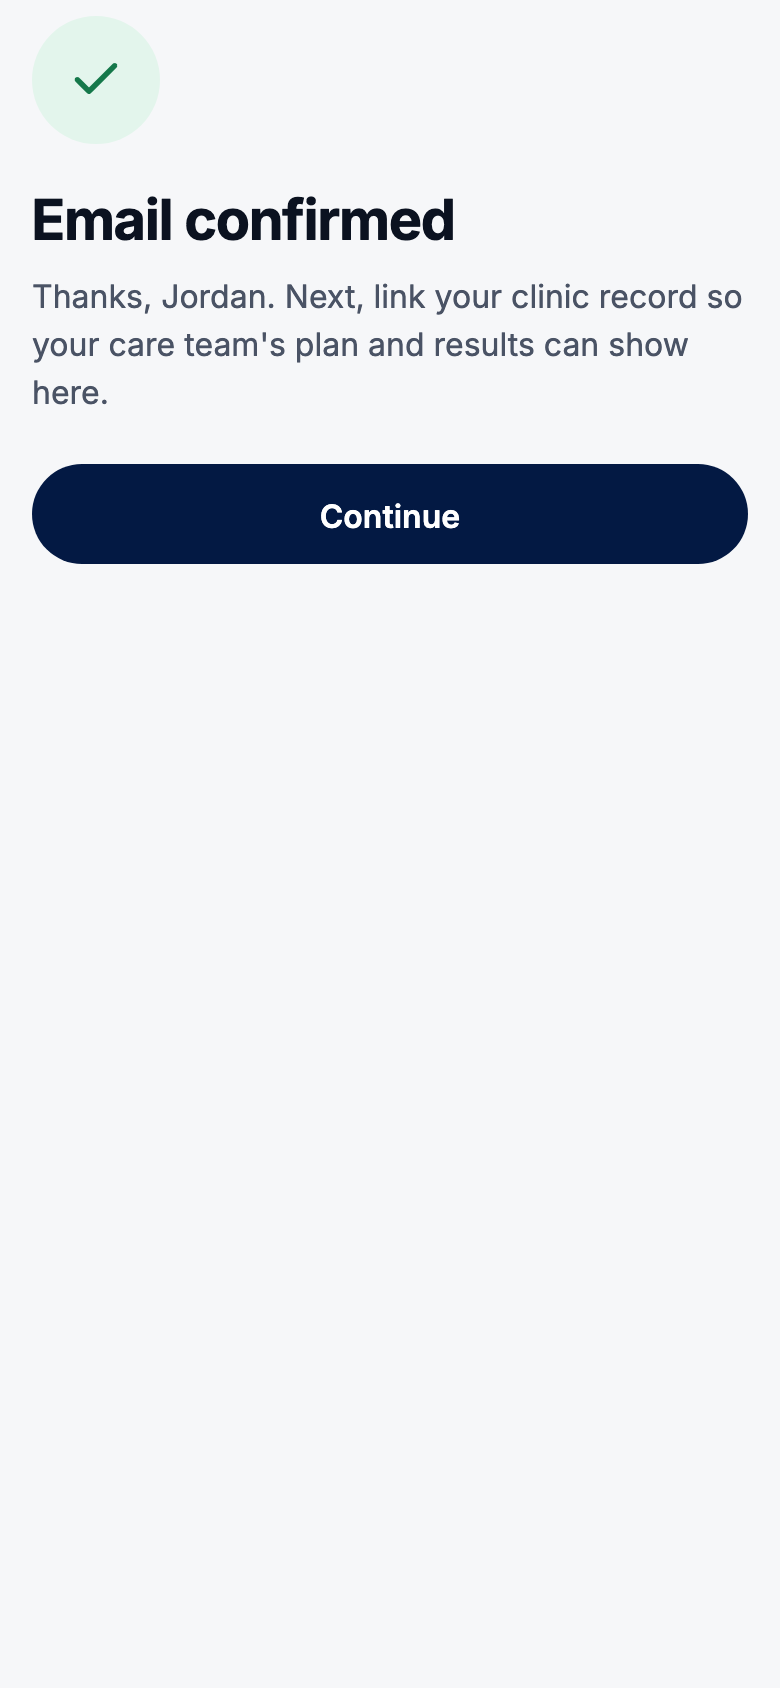 Email confirmed
Thanks, Jordan. Next, link your clinic record so
your care team's plan and results can show
here.
Continue